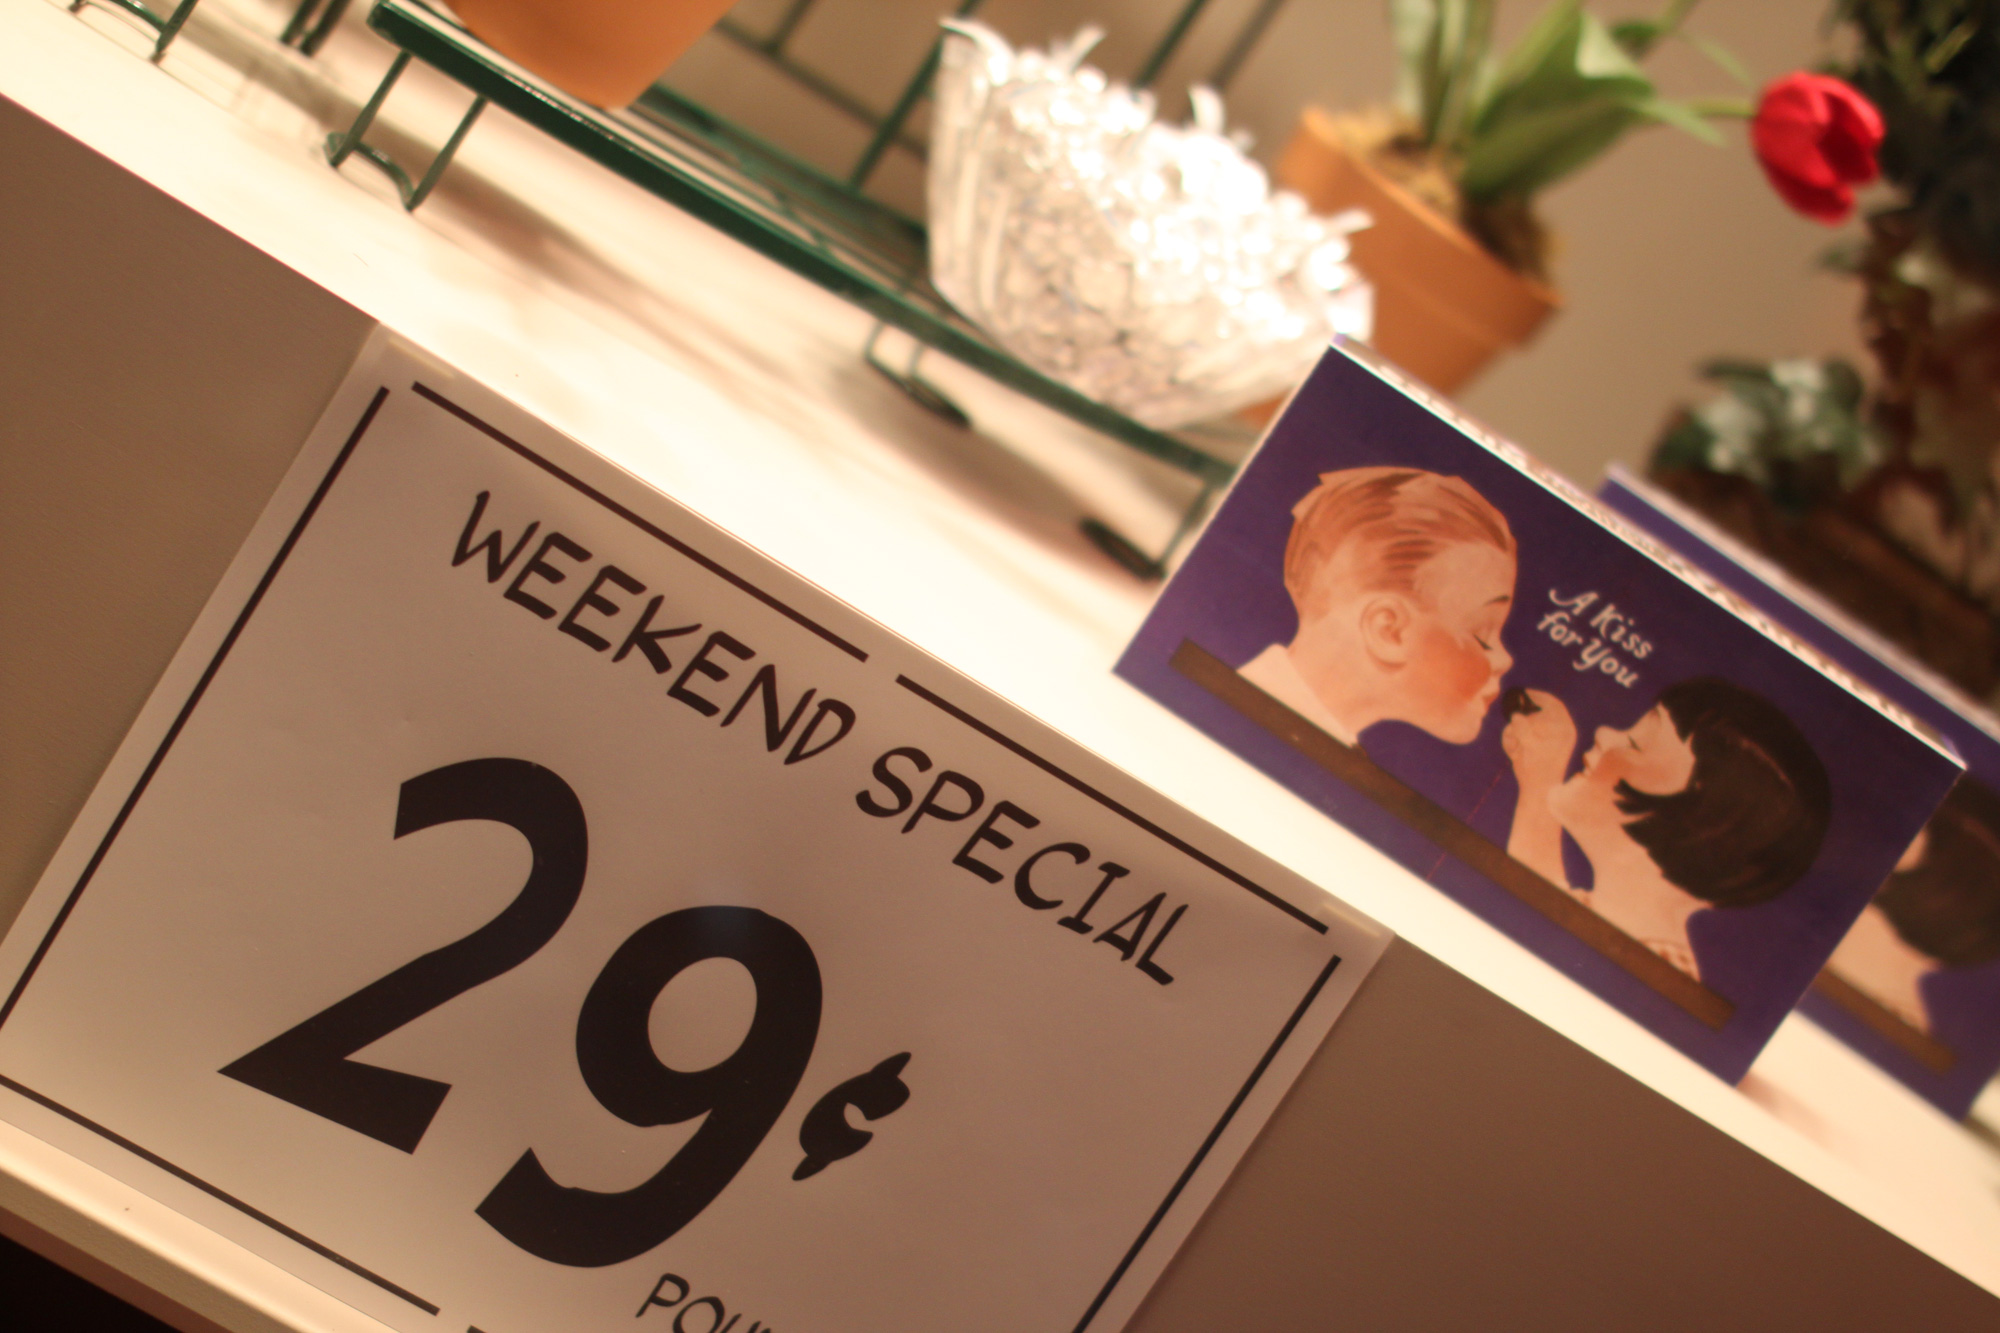 WEEKEND SPECIAL
29¢
A Kiss
for You